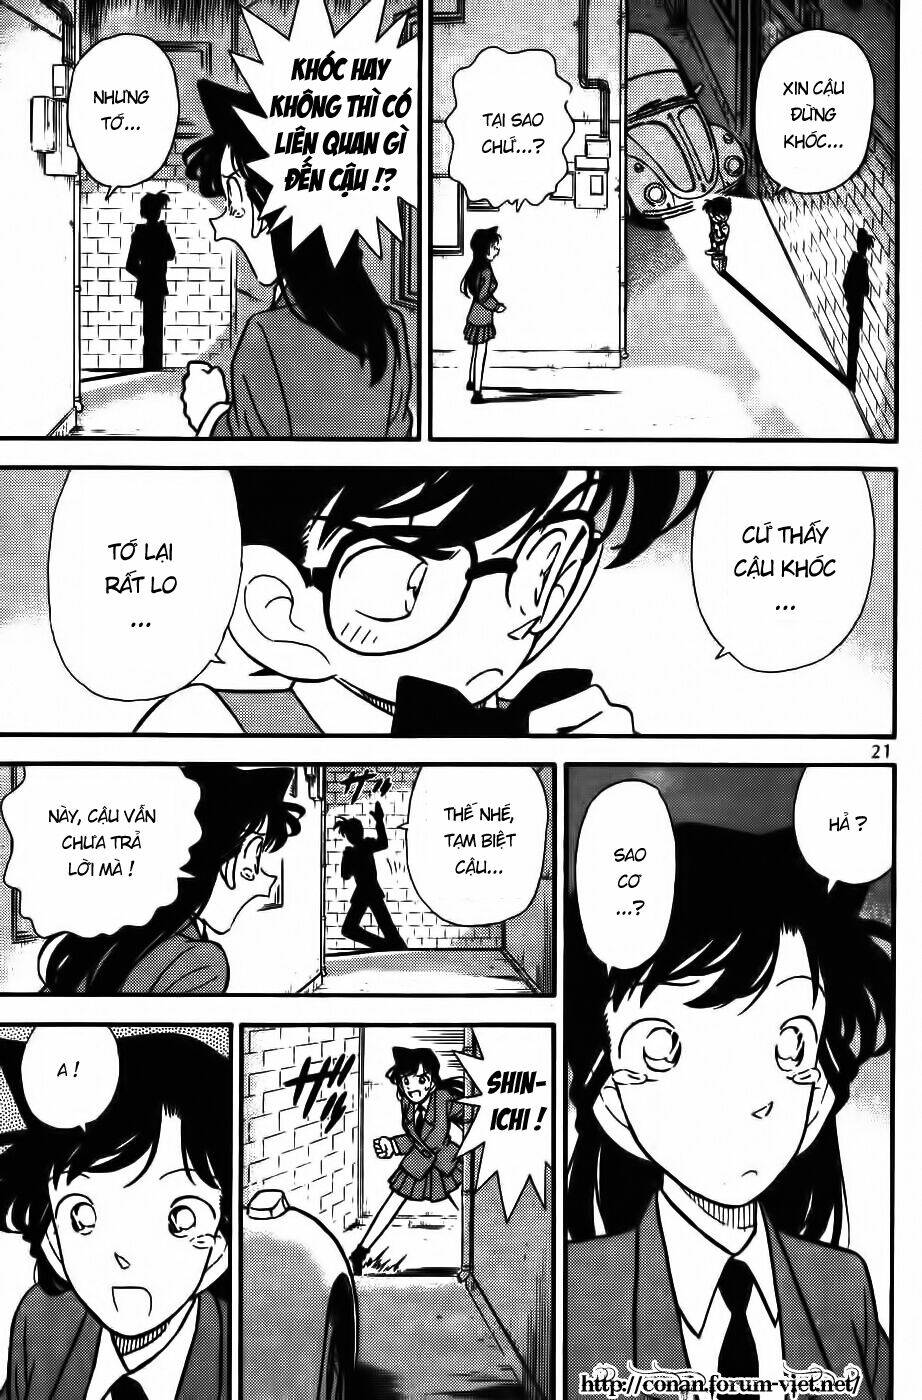 XIN CẬU
ĐỪNG
KHÓC...
TẠI SAO
CHỨ...?
KHÓC HAY
KHÔNG THÌ CÓ
LIÊN QUAN GÌ
ĐẾN CẬU !?
NHƯNG
TỚ...
CỨ THẤY
CẬU KHÓC
...
TỚ LẠI
RẤT LO
...
21
HẢ ?
SAO
CƠ
...?
THẾ NHÉ,
TẠM BIỆT
CẬU...
NÀY, CẬU VẪN
CHƯA TRẢ
LỜI MÀ !
SHIN-
ICHI !
A !
http://conan.forum-viet.net/